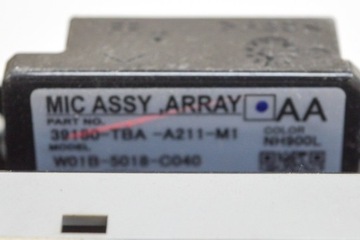 MIC ASSY ,ARRAY AA
PART NO. COLOR
39180-TBA -A211-M1 NH900L
MODEL
W01B-5018-C040